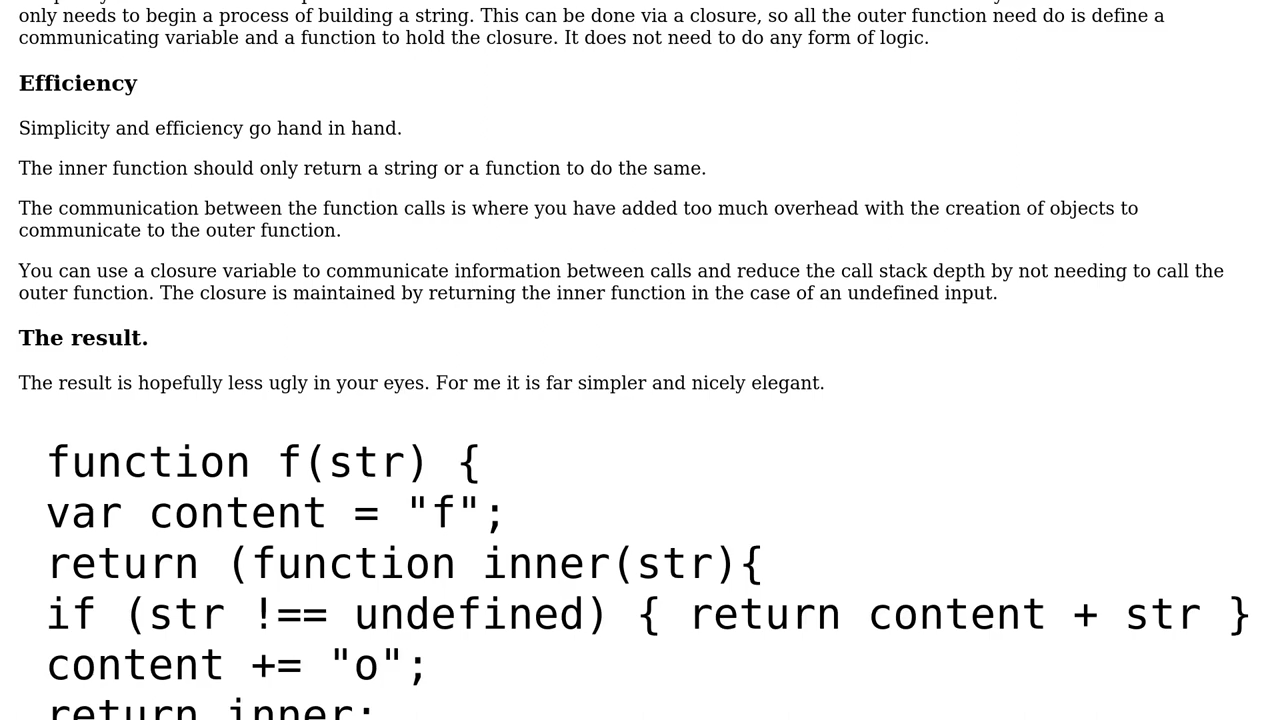 only needs to begin a process of building a string. This can be done via a closure, so all the outer function need do is define a
communicating variable and a function to hold the closure. It does not need to do any form of logic.
Efficiency
Simplicity and efficiency go hand in hand.
The inner function should only return a string or a function to do the same.
The communication between the function calls is where you have added too much overhead with the creation of objects to
communicate to the outer function.
You can use a closure variable to communicate information between calls and reduce the call stack depth by not needing to call the
outer function. The closure is maintained by returning the inner function in the case of an undefined input.
The result.
The result is hopefully less ugly in your eyes. For me it is far simpler and nicely elegant.
function f(str) {
var content = "f";
return (function inner(str){
if (str !== undefined) { return content + str }
content += "o";
return inner;